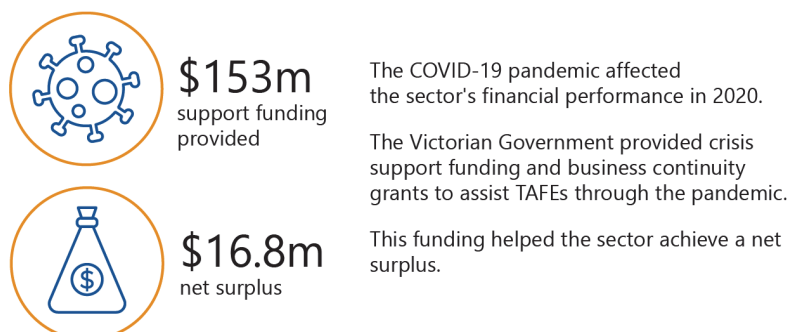 $153m
support funding
provided
The COVID-19 pandemic affected
the sector's financial performance in 2020.
The Victorian Government provided crisis
support funding and business continuity
grants to assist TAFEs through the pandemic.
$
$16.8m
net surplus
This funding helped the sector achieve a net
surplus.